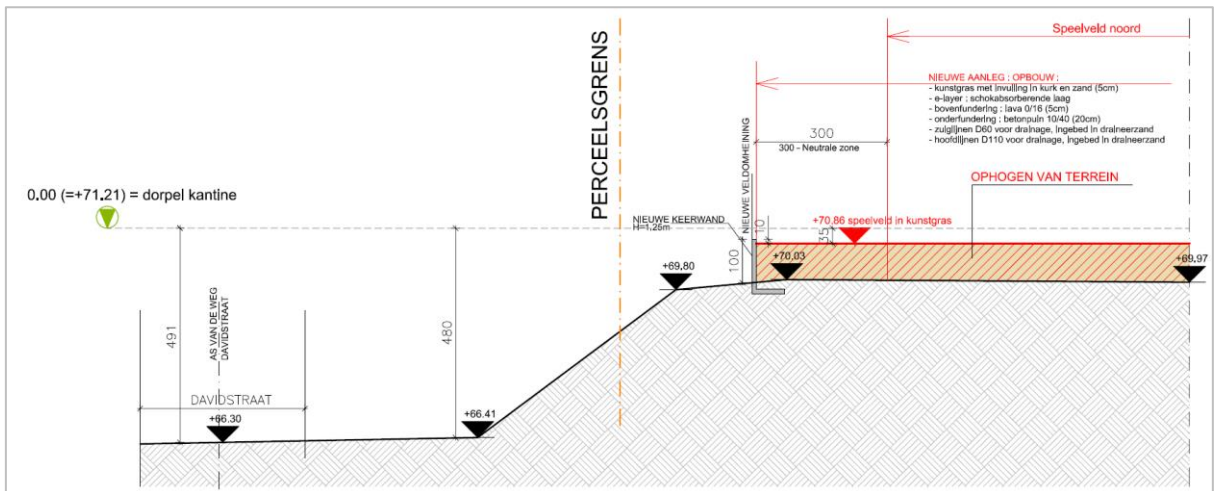 Speelveld noord
PERCEELSGRENS
NIEUWE AANLEG ; OPBOUW ;
- kunstgras met invulling in kurk en zand (5cm)
- e-layer ; schokabsorberende laag
- bovenfundering ; lava 0/16 (5cm)
- onderfundering ; betonpuin 10/40 (20cm)
- zuiglijnen D60 voor drainage, ingebed in draineerzand
- hoofdlijnen D110 voor drainage, ingebed in draineerzand
300
300 - Neutrale zone
OPHOGEN VAN TERREIN
0.00 (=+71.21) = dorpel kantine
NIEUWE VELDOMHEINING
NIEUWE KEERWAND
H=1,25m
10
+70.86 speelveld in kunstgras
35
100
+69.80
+70.03
+69.97
491
AS VAN DE WEG
DAVIDSTRAAT
480
DAVIDSTRAAT
+66.30
+66.41